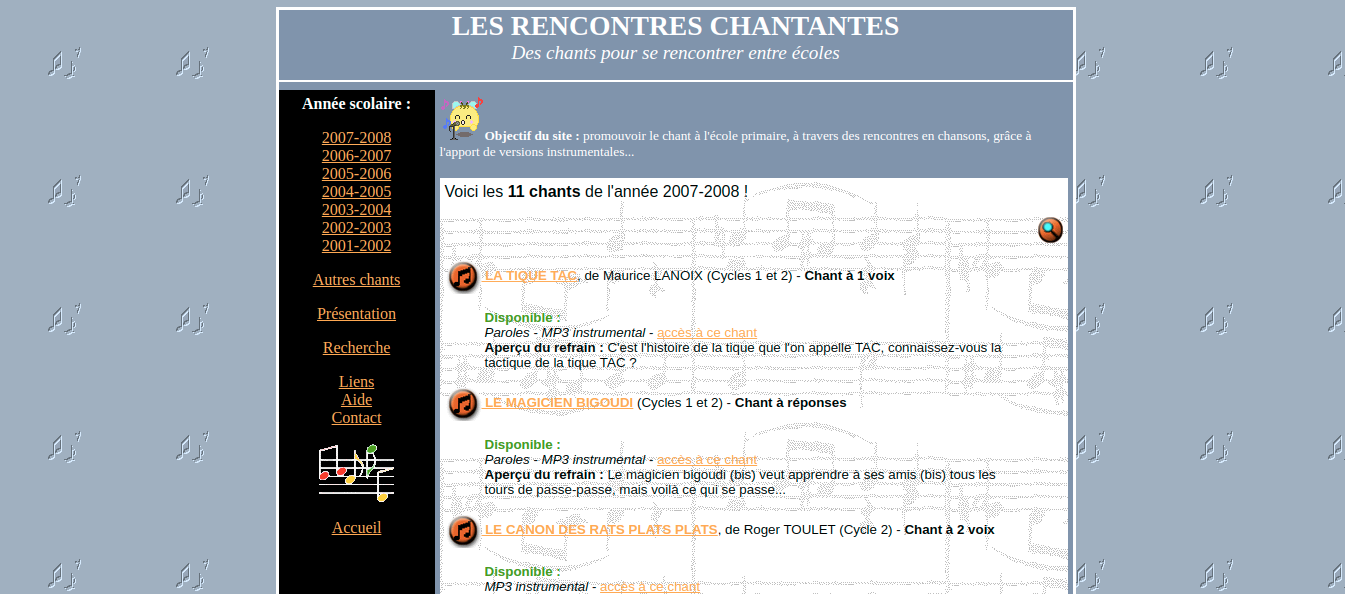 LES RENCONTRES CHANTANTES
Des chants pour se rencontrer entre écoles
Année scolaire :
2007-2008
2006-2007
2005-2006
2004-2005
2003-2004
2002-2003
2001-2002
Autres chants
Présentation
Recherche
Liens
Aide
Contact
Accueil
Objectif du site : promouvoir le chant à l'école primaire, à travers des rencontres en chansons, grâce à
l'apport de versions instrumentales...
Voici les 11 chants de l'année 2007-2008 !
LA TIQUE TAC, de Maurice LANOIX (Cycles 1 et 2) - Chant à 1 voix
Disponible :
Paroles - MP3 instrumental - accès à ce chant
Aperçu du refrain : C'est l'histoire de la tique que l'on appelle TAC, connaissez-vous la
tactique de la tique TAC ?
LE MAGICIEN BIGOUDI (Cycles 1 et 2) - Chant à réponses
Disponible :
Paroles - MP3 instrumental - accès à ce chant
Aperçu du refrain : Le magicien bigoudi (bis) veut apprendre à ses amis (bis) tous les
tours de passe-passe, mais voilà ce qui se passe...
LE CANON DES RATS PLATS PLATS, de Roger TOULET (Cycle 2) - Chant à 2 voix
Disponible :
MP3 instrumental - accès à ce chant